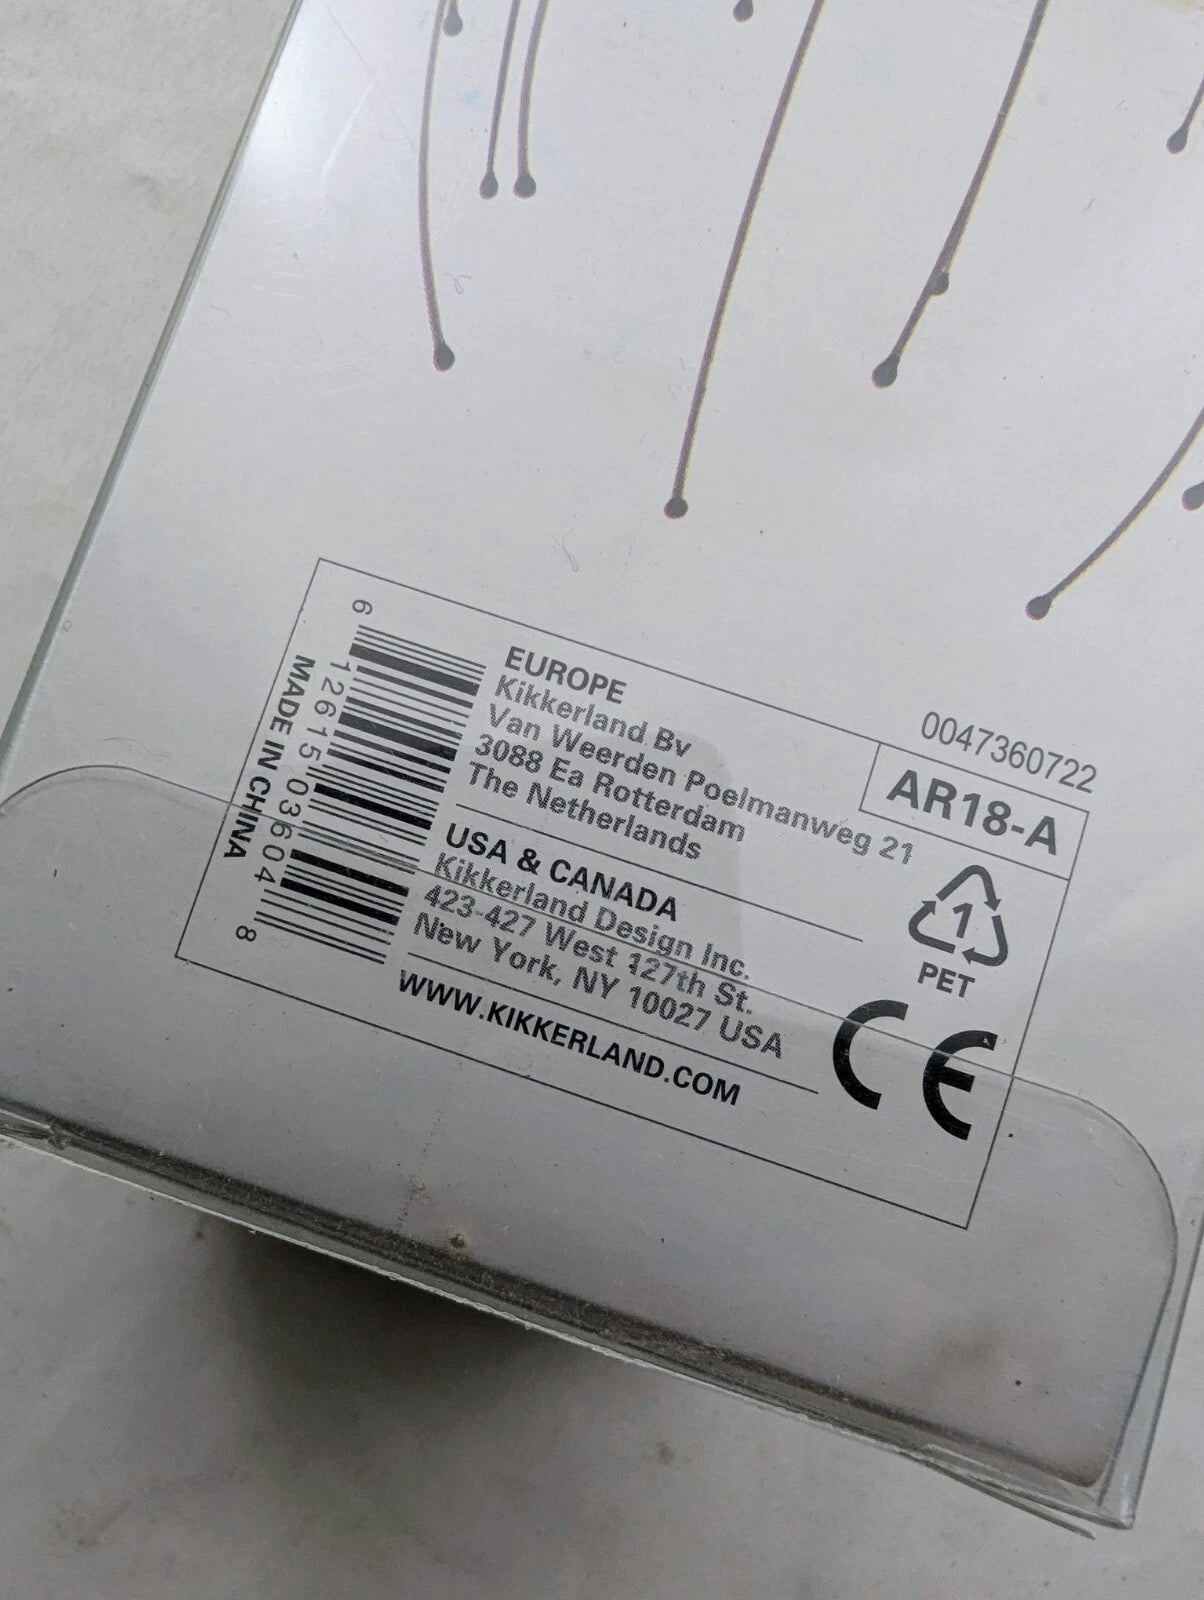 0047360722
AR18-A
EUROPE
Kikkerland Bv
Van Weerden Poelmanweg 21
3088 Ea Rotterdam
The Netherlands
USA & CANADA
Kikkerland Design Inc.
423-427 West 127th St.
New York, NY 10027 USA
WWW.KIKKERLAND.COM
1
PET
CE
6 12615 03604 8
MADE IN CHINA